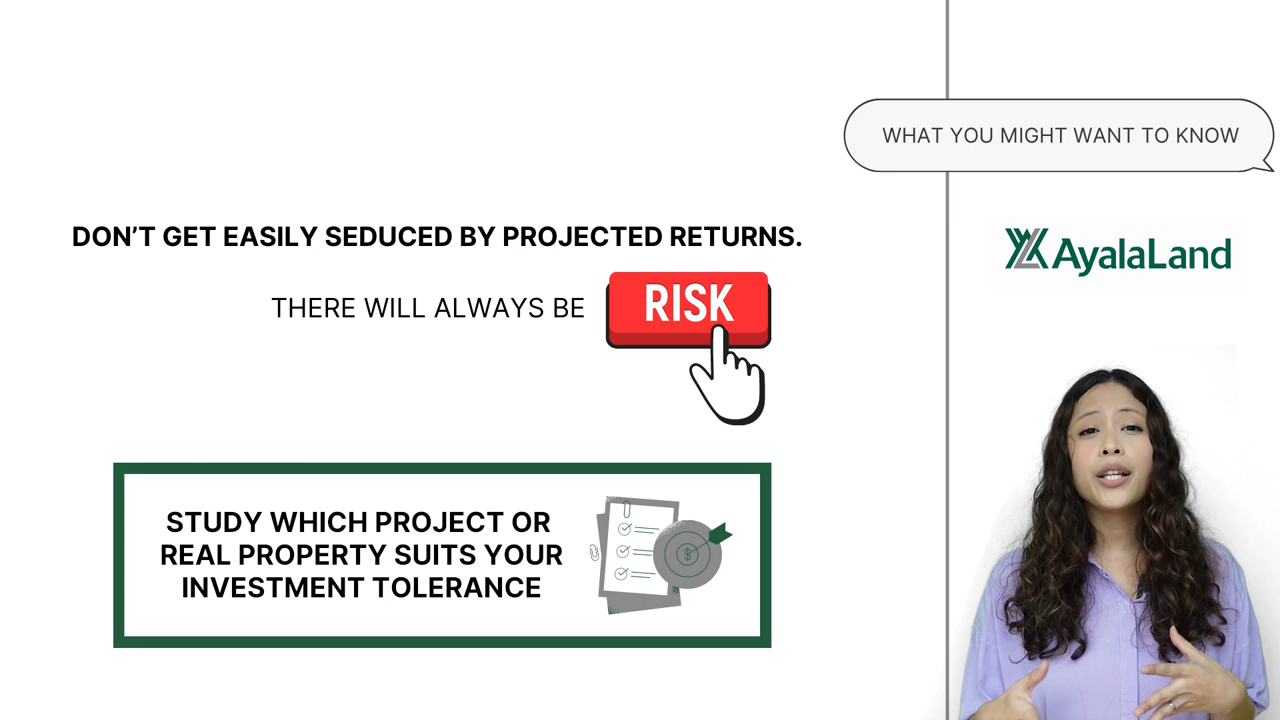 WHAT YOU MIGHT WANT TO KNOW
DON’T GET EASILY SEDUCED BY PROJECTED RETURNS.
THERE WILL ALWAYS BE RISK
STUDY WHICH PROJECT OR
REAL PROPERTY SUITS YOUR
INVESTMENT TOLERANCE
$
AyalaLand